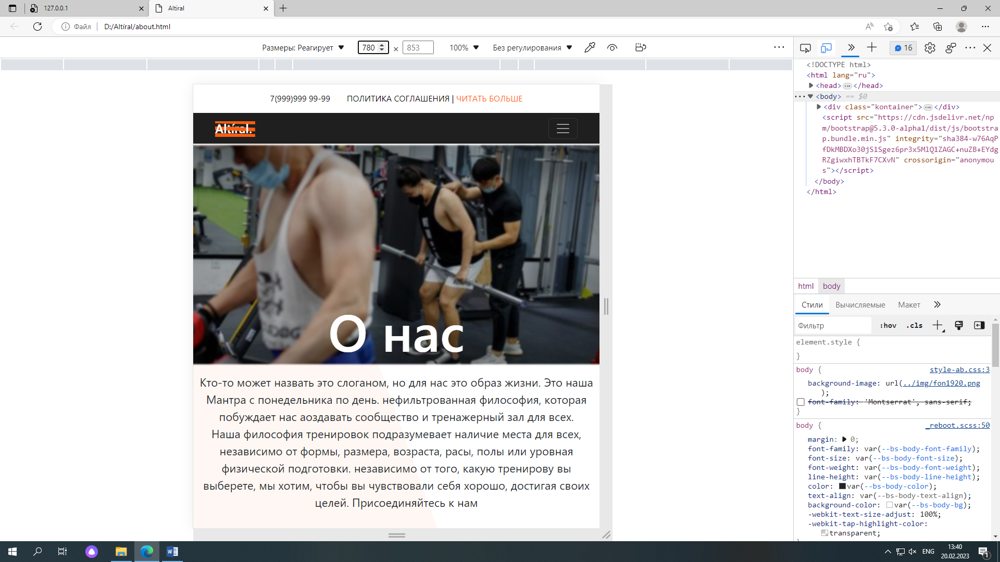 127.0.0.1
Altiral
Файл
D:/Altíral/about.html
Размеры: Реагирует
780
×
853
100%
Без регулирования
16
7(999)999 99-99
ПОЛИТИКА СОГЛАШЕНИЯ | ЧИТАТЬ БОЛЬШЕ
Altíral.
О нас
Кто-то может назвать это слоганом, но для нас это образ жизни. Это наша
Мантра с понедельника по день. нефильтрованная философия, которая
побуждает нас аоздавать сообщество и тренажерный зал для всех.
Наша философия тренировок подразумевает наличие места для всех,
независимо от формы, размера, возраста, расы, полы или уровная
физической подготовки. независимо от того, какую тренирову вы
выберете, мы хотим, чтобы вы чувствовали себя хорошо, достигая своих
целей. Присоединяйтесь к нам
<!DOCTYPE html>
<html lang="ru">
<head> ••• </head>
••• <body> == $0
<div class="kontainer"> ••• </div>
<script src="https://cdn.jsdelivr.net/np
m/bootstrap@5.3.0-alpha1/dist/js/bootstra
p.bundle.min.js" integrity="sha384-w76AqP
fDkMBDXo30jS1Sgez6pr3x5MlQ1ZAGC+nuZB+EYdg
RZgiwxhTBTkF7CXvN" crossorigin="anonymou
s"></script>
</body>
</html>
html body
Стили Вычисляемые Макет
Фильтр
:hov .cls
element.style {
}
body {
style-ab.css:3
background-image: url(../img/fon1920.png
);
font-family: 'Montserrat', sans-serif;
}
body {
_reboot.scss:50
margin: 0;
font-family: var(--bs-body-font-family);
font-size: var(--bs-body-font-size);
font-weight: var(--bs-body-font-weight);
line-height: var(--bs-body-line-height);
color: var(--bs-body-color);
text-align: var(--bs-body-text-align);
background-color: var(--bs-body-bg);
-webkit-text-size-adjust: 100%;
-webkit-tap-highlight-color:
transparent;
ENG
13:40
20.02.2023
1